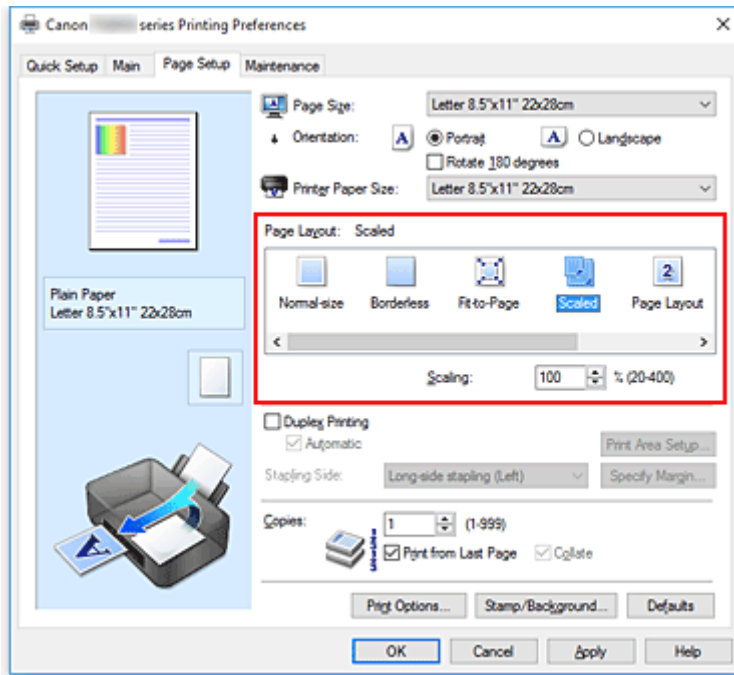 Canon series Printing Preferences
Quick Setup Main Page Setup Maintenance
Page Size: Letter 8.5"x11" 22x28cm
Orientation: A Portrait A Landscape
Rotate 180 degrees
Printer Paper Size: Letter 8.5"x11" 22x28cm
Page Layout: Scaled
Normal-size Borderless Fit-to-Page Scaled Page Layout
Scaling: 100 % (20-400)
Plain Paper
Letter 8.5"x11" 22x28cm
Duplex Printing
Automatic Print Area Setup...
Stapling Side: Long-side stapling (Left) Specify Margin...
Copies: 1 (1-999)
Print from Last Page Collate
Print Options... Stamp/Background... Defaults
OK Cancel Apply Help